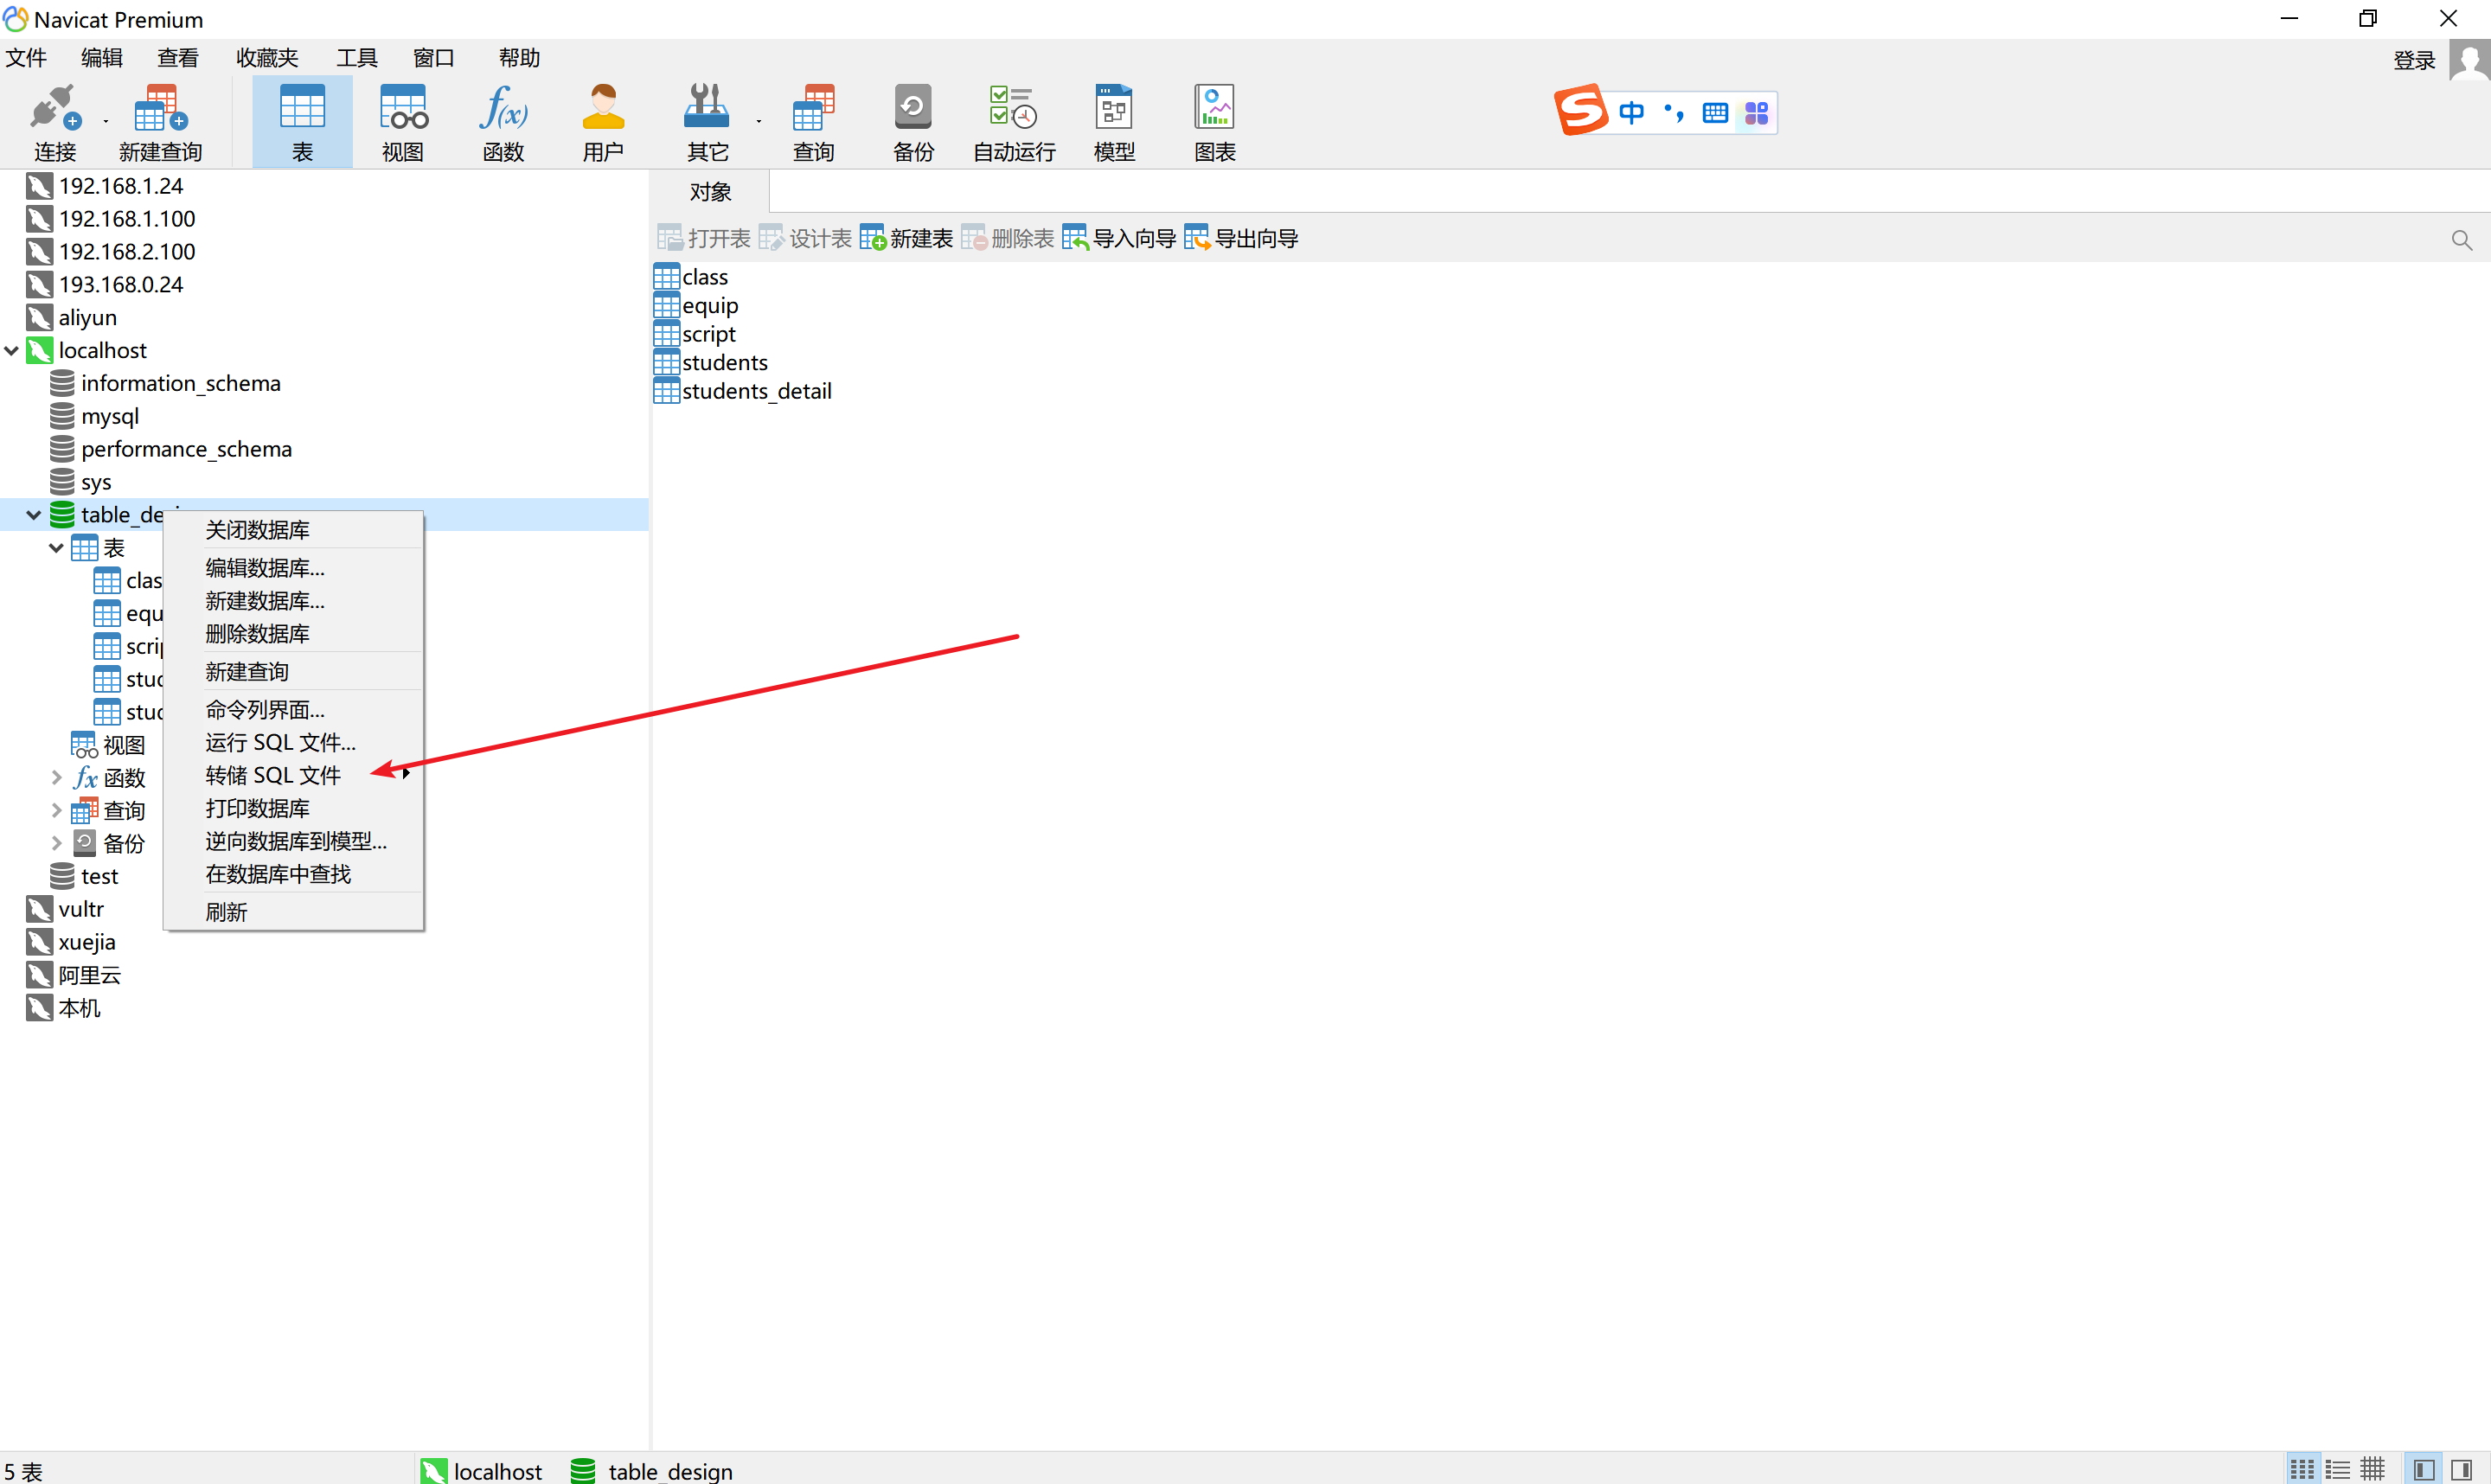 Navicat Premium
文件 编辑 查看 收藏夹 工具 窗口 帮助
登录
连接 新建查询 表 视图 函数 用户 其它 查询 备份 自动运行 模型 图表
中
192.168.1.24
192.168.1.100
192.168.2.100
193.168.0.24
aliyun
localhost
information_schema
mysql
performance_schema
sys
table_de
表
clas
equ
scri
stu
stu
视图
函数
查询
备份
test
vultr
xuejia
阿里云
本机
关闭数据库
编辑数据库...
新建数据库...
删除数据库
新建查询
命令列界面...
运行 SQL 文件...
转储 SQL 文件
打印数据库
逆向数据库到模型...
在数据库中查找
刷新
对象
打开表 设计表 新建表 删除表 导入向导 导出向导
class
equip
script
students
students_detail
5 表 localhost table_design